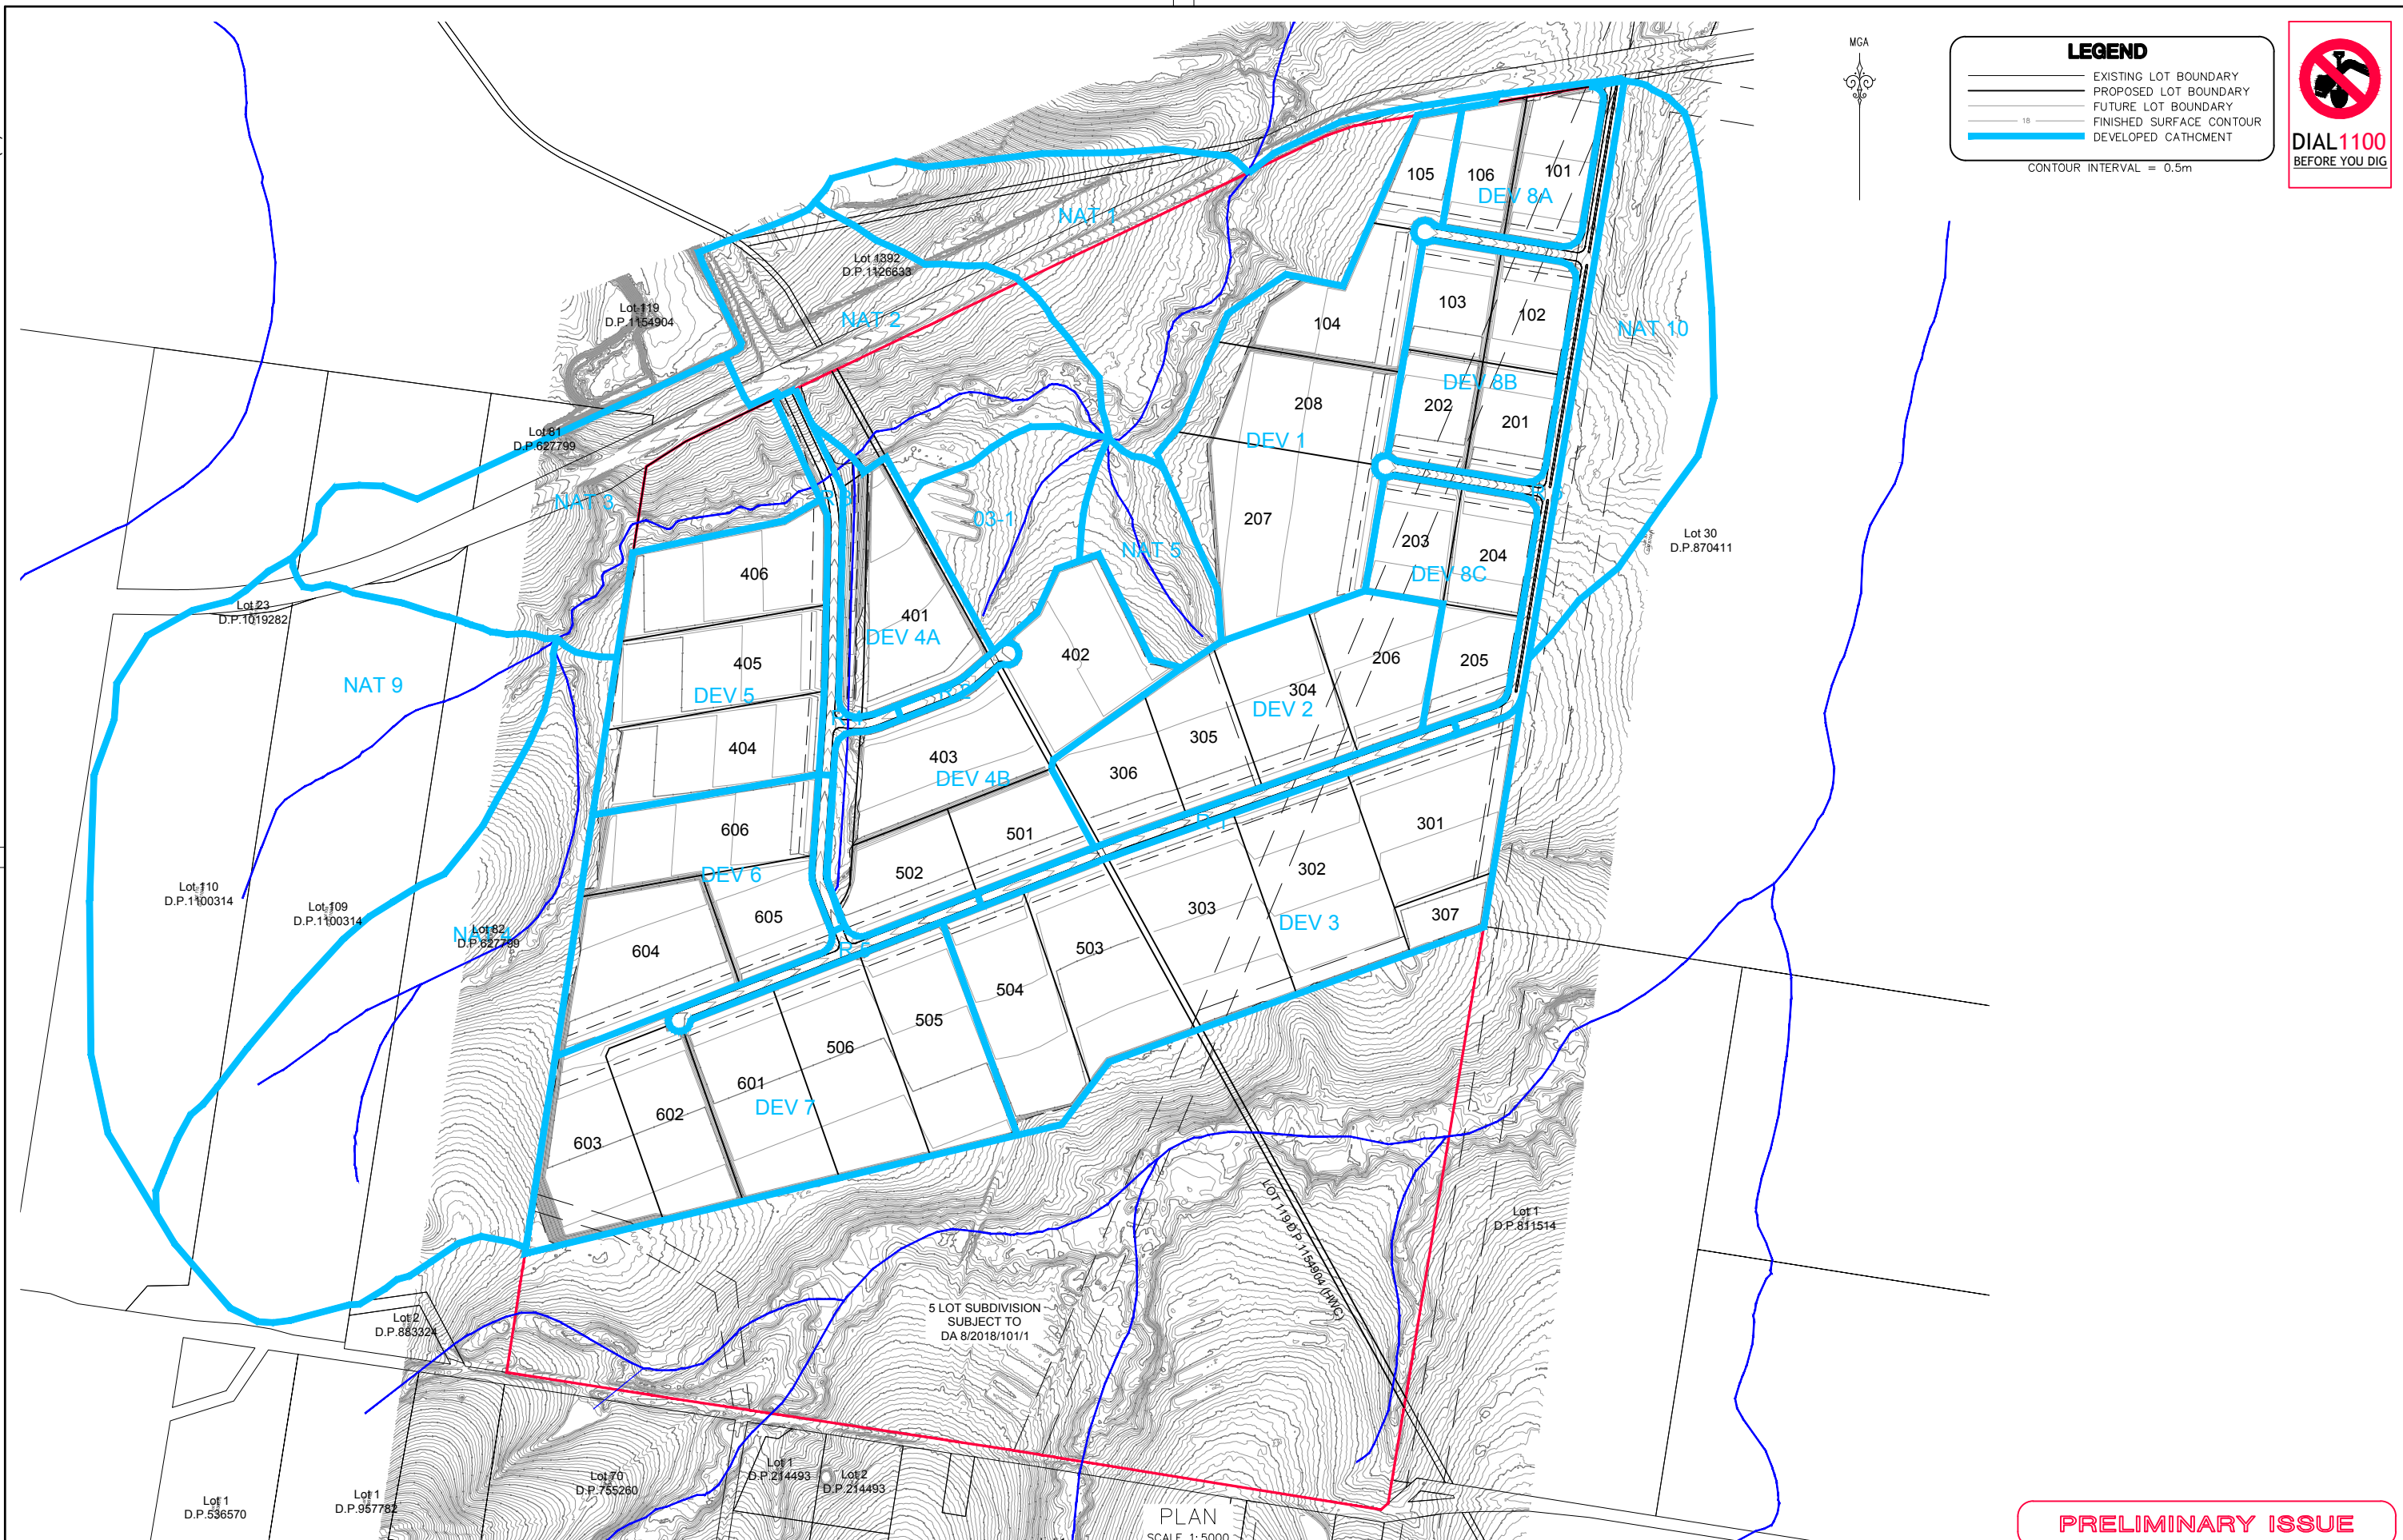 MGA
LEGEND
EXISTING LOT BOUNDARY
PROPOSED LOT BOUNDARY
FUTURE LOT BOUNDARY
18 FINISHED SURFACE CONTOUR
DEVELOPED CATHCMENT
CONTOUR INTERVAL = 0.5m
DIAL1100
BEFORE YOU DIG
105
106
101
DEV 8A
NAT 1
Lot 1392
D.P.1126633
Lot 119
D.P.1154904
NAT 2
103
102
104
NAT 10
DEV 8B
208
202
201
Lot 81
D.P.627799
DEV 1
NAT 3
03-1
207
NAT 5
203
204
Lot 30
D.P.870411
406
DEV 8C
Lot 23
D.P.1019282
401
DEV 4A
405
402
206
205
NAT 9
DEV 5
304
DEV 2
404
305
403
DEV 4B
306
606
501
R 1
301
DEV 6
502
302
Lot 110
D.P.1100314
Lot 109
D.P.1100314
605
303
307
DEV 3
Lot 82
D.P.627799
604
503
504
505
506
601
DEV 7
602
603
LOT 119 D.P.1154904 (HWC)
Lot 1
D.P.811514
5 LOT SUBDIVISION
SUBJECT TO
DA 8/2018/101/1
Lot 2
D.P.883324
Lot 1
D.P.536570
Lot 1
D.P.957782
Lot 70
D.P.755260
Lot 1
D.P.214493
Lot 2
D.P.214493
PLAN
SCALE 1:5000
PRELIMINARY ISSUE